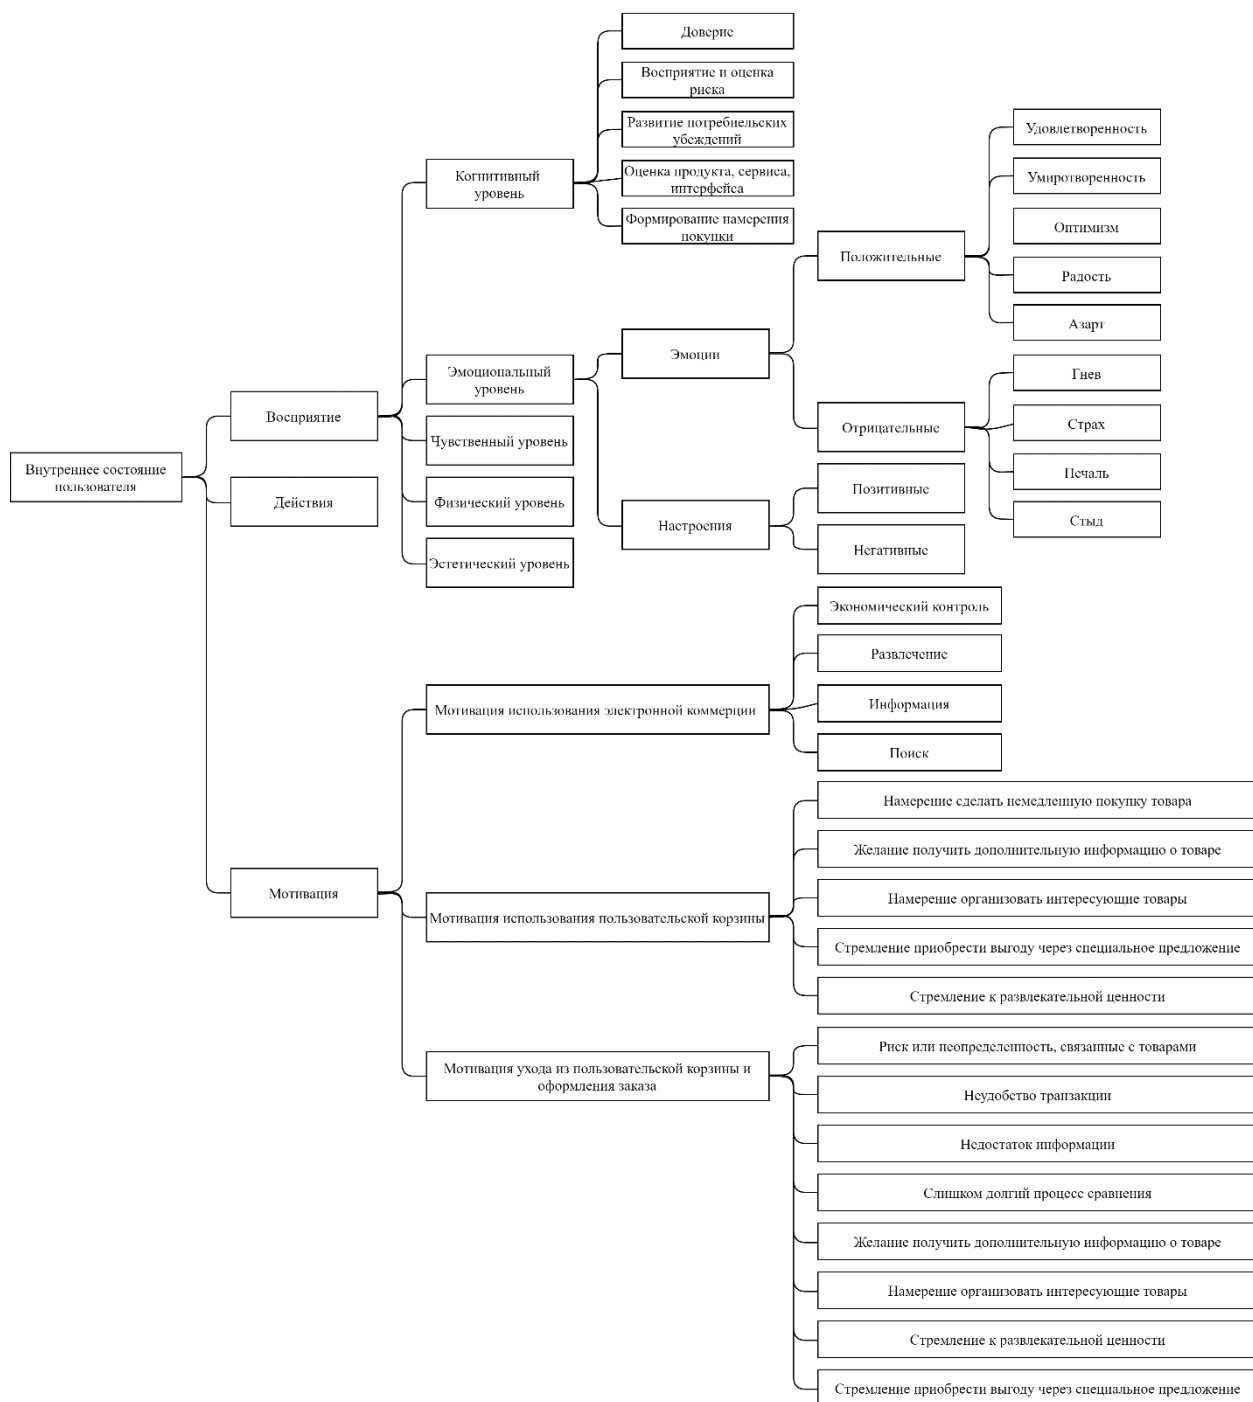 Внутреннее состояние
пользователя
Восприятие
Действия
Мотивация
Когнитивный
уровень
Эмоциональный
уровень
Чувственный уровень
Физический уровень
Эстетический уровень
Доверие
Восприятие и оценка
риска
Развитие потребиельских
убеждений
Оценка продукта, сервиса,
интерфейса
Формирование намерения
покупки
Эмоции
Настроения
Положительные
Отрицательные
Позитивные
Негативные
Удовлетворенность
Умиротворенность
Оптимизм
Радость
Азарт
Гнев
Страх
Печаль
Стыд
Мотивация использования электронной коммерции
Экономический контроль
Развлечение
Информация
Поиск
Мотивация использования пользовательской корзины
Намерение сделать немедленную покупку товара
Желание получить дополнительную информацию о товаре
Намерение организовать интересующие товары
Стремление приобрести выгоду через специальное предложение
Стремление к развлекательной ценности
Мотивация ухода из пользовательской корзины и
оформления заказа
Риск или неопределенность, связанные с товарами
Неудобство транзакции
Недостаток информации
Слишком долгий процесс сравнения
Желание получить дополнительную информацию о товаре
Намерение организовать интересующие товары
Стремление к развлекательной ценности
Стремление приобрести выгоду через специальное предложение